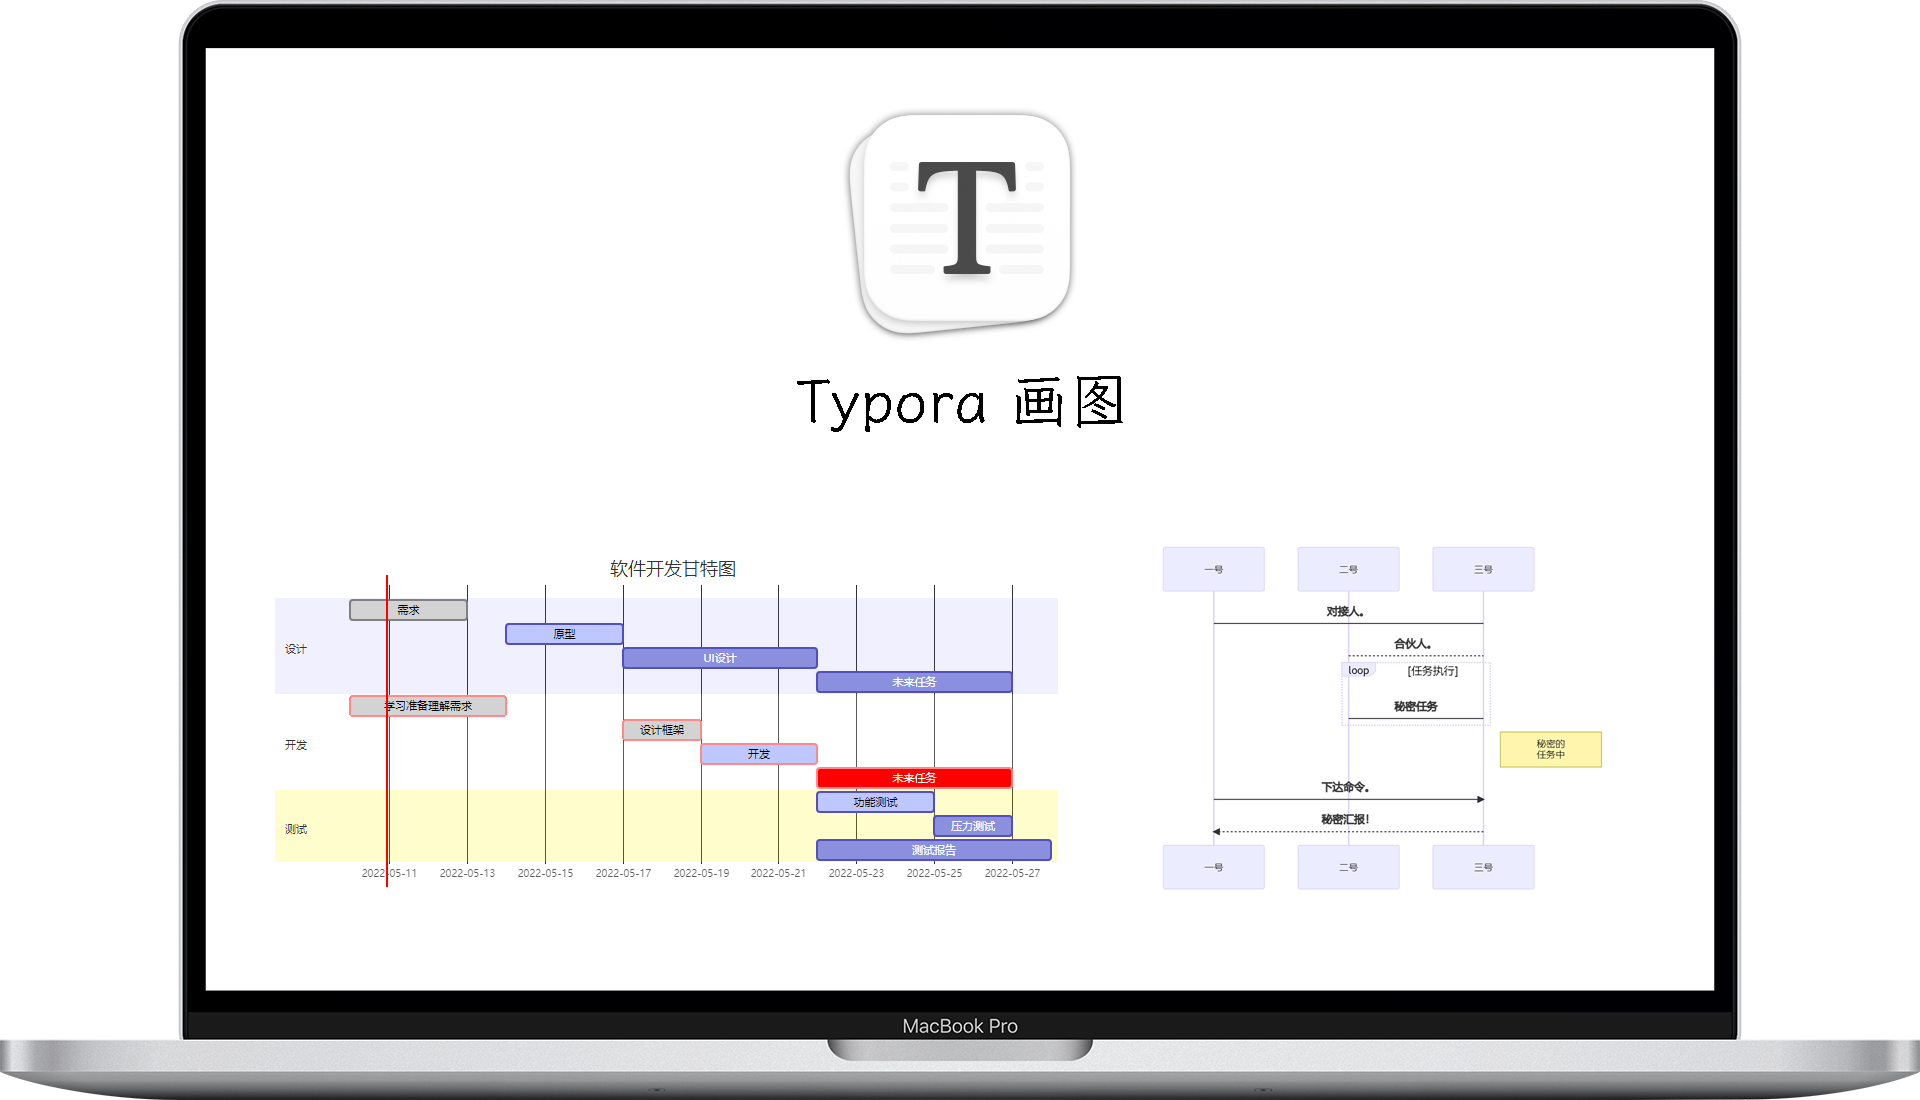 T
Typora 画图
软件开发甘特图
设计
需求
原型
UI设计
未来任务
开发
学习准备理解需求
设计框架
开发
未来任务
测试
功能测试
压力测试
测试报告
2022-05-11 2022-05-13 2022-05-15 2022-05-17 2022-05-19 2022-05-21 2022-05-23 2022-05-25 2022-05-27
一号 二号 三号
对接人。
合伙人。
loop [任务执行]
秘密任务
秘密的
任务中
下达命令。
秘密汇报！
一号 二号 三号
MacBook Pro